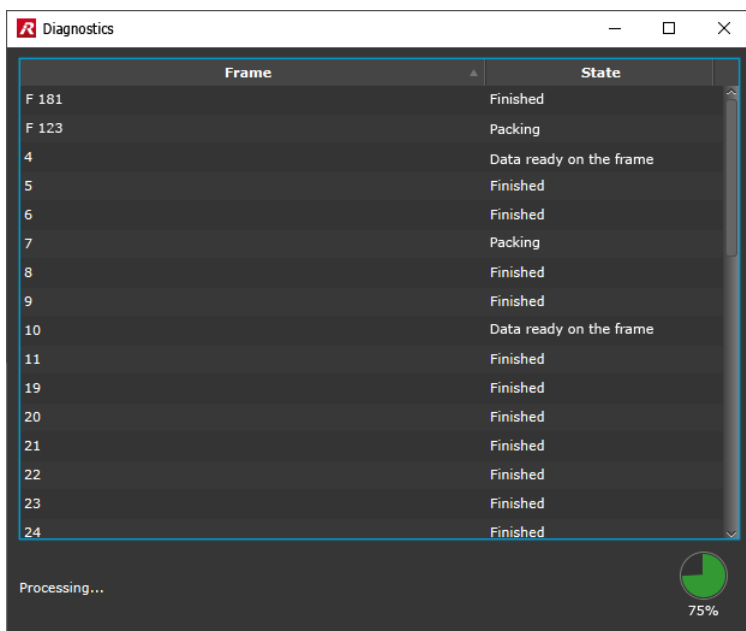 Diagnostics
Frame State
F 181 Finished
F 123 Packing
4 Data ready on the frame
5 Finished
6 Finished
7 Packing
8 Finished
9 Finished
10 Data ready on the frame
11 Finished
19 Finished
20 Finished
21 Finished
22 Finished
23 Finished
24 Finished
Processing...
75%